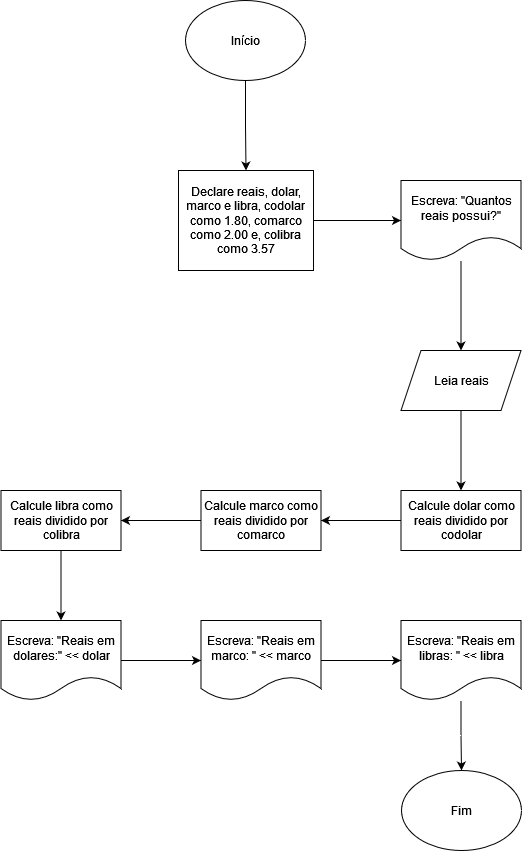 Início
Declare reais, dolar,
marco e libra, codolar
como 1.80, comarco
como 2.00 e, colibra
como 3.57
Escreva: "Quantos
reais possui?"
Leia reais
Calcule dolar como
reais dividido por
codolar
Calcule marco como
reais dividido por
comarco
Calcule libra como
reais dividido por
colibra
Escreva: "Reais em
dolares:" << dolar
Escreva: "Reais em
marco: " << marco
Escreva: "Reais em
libras: " << libra
Fim